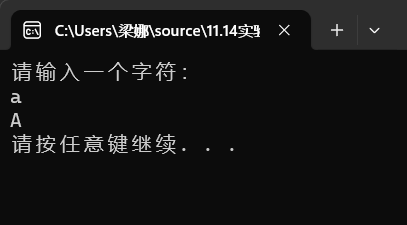 C:\Users\梁娜\source\11.14实
请输入一个字符：
a
A
请按任意键继续. . .